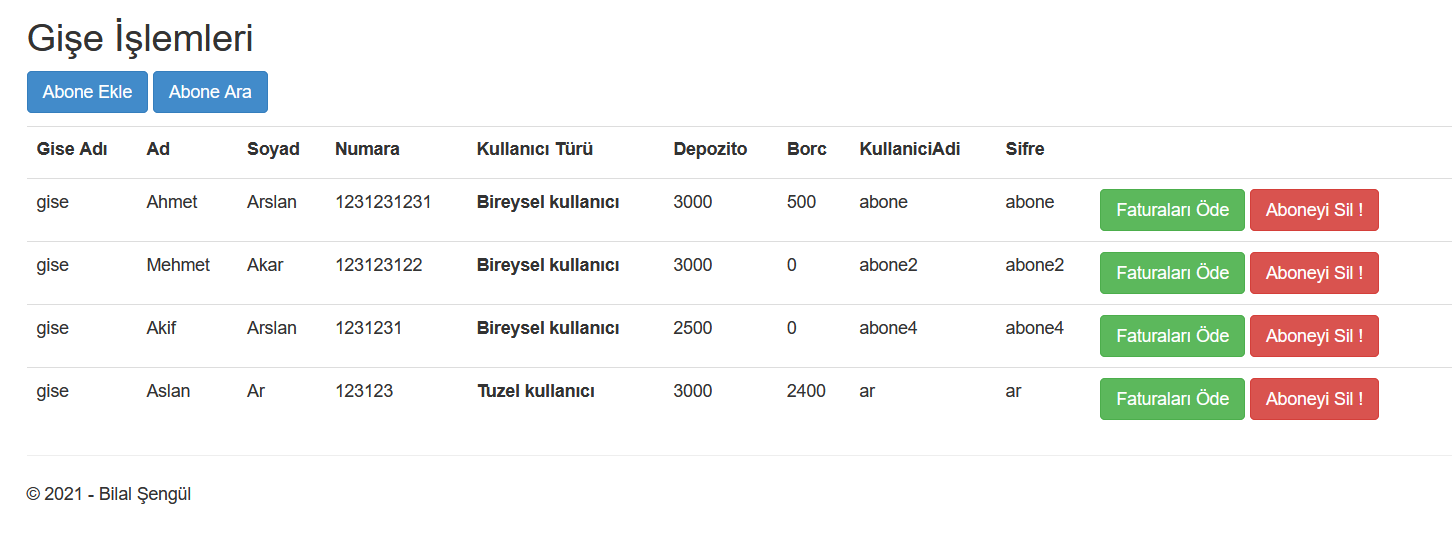 Gişe İşlemleri
Abone Ekle Abone Ara
Gise Adı Ad Soyad Numara Kullanıcı Türü Depozito Borc KullaniciAdi Sifre
gise Ahmet Arslan 1231231231 Bireysel kullanıcı 3000 500 abone abone Faturaları Öde Aboneyi Sil !
gise Mehmet Akar 123123122 Bireysel kullanıcı 3000 0 abone2 abone2 Faturaları Öde Aboneyi Sil !
gise Akif Arslan 1231231 Bireysel kullanıcı 2500 0 abone4 abone4 Faturaları Öde Aboneyi Sil !
gise Aslan Ar 123123 Tuzel kullanıcı 3000 2400 ar ar Faturaları Öde Aboneyi Sil !
© 2021 - Bilal Şengül